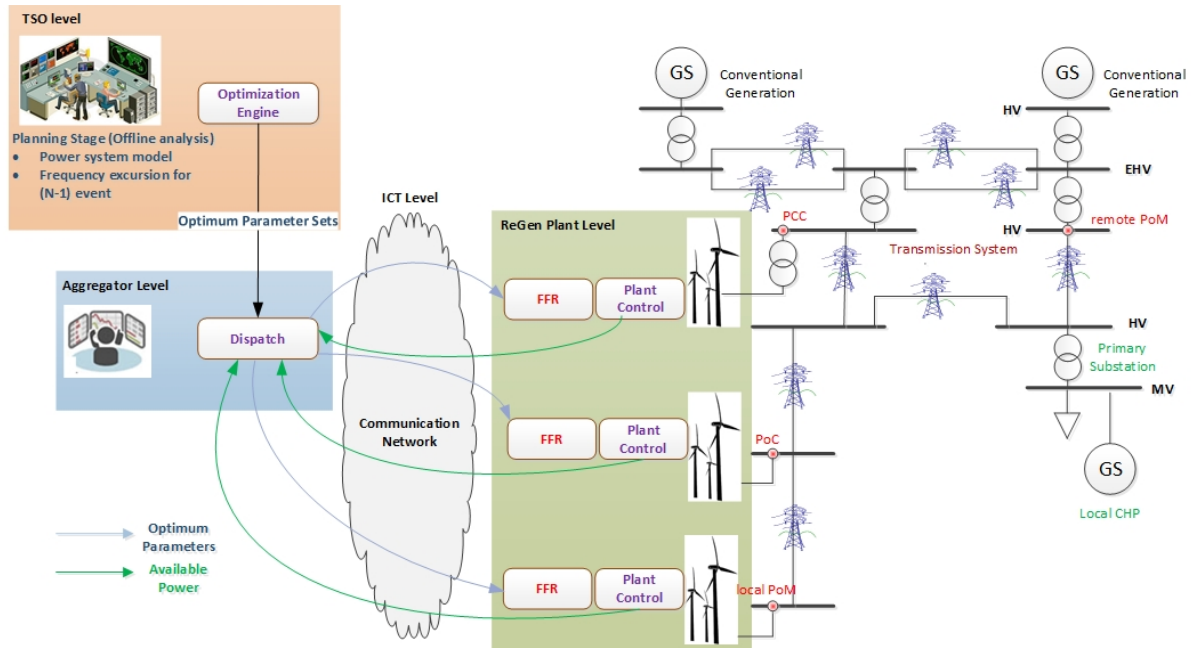 TSO level
Optimization
Engine
Planning Stage (Offline analysis)
• Power system model
• Frequency excursion for
(N-1) event
Optimum Parameter Sets
Aggregator Level
Dispatch
Optimum
Parameters
Available
Power
ICT Level
Communication
Network
ReGen Plant Level
FFR
Plant
Control
FFR
Plant
Control
FFR
Plant
Control
GS
Conventional
Generation
GS
Conventional
Generation
HV
EHV
PCC
HV
remote PoM
Transmission System
HV
Primary
Substation
MV
PoC
GS
Local CHP
local PoM